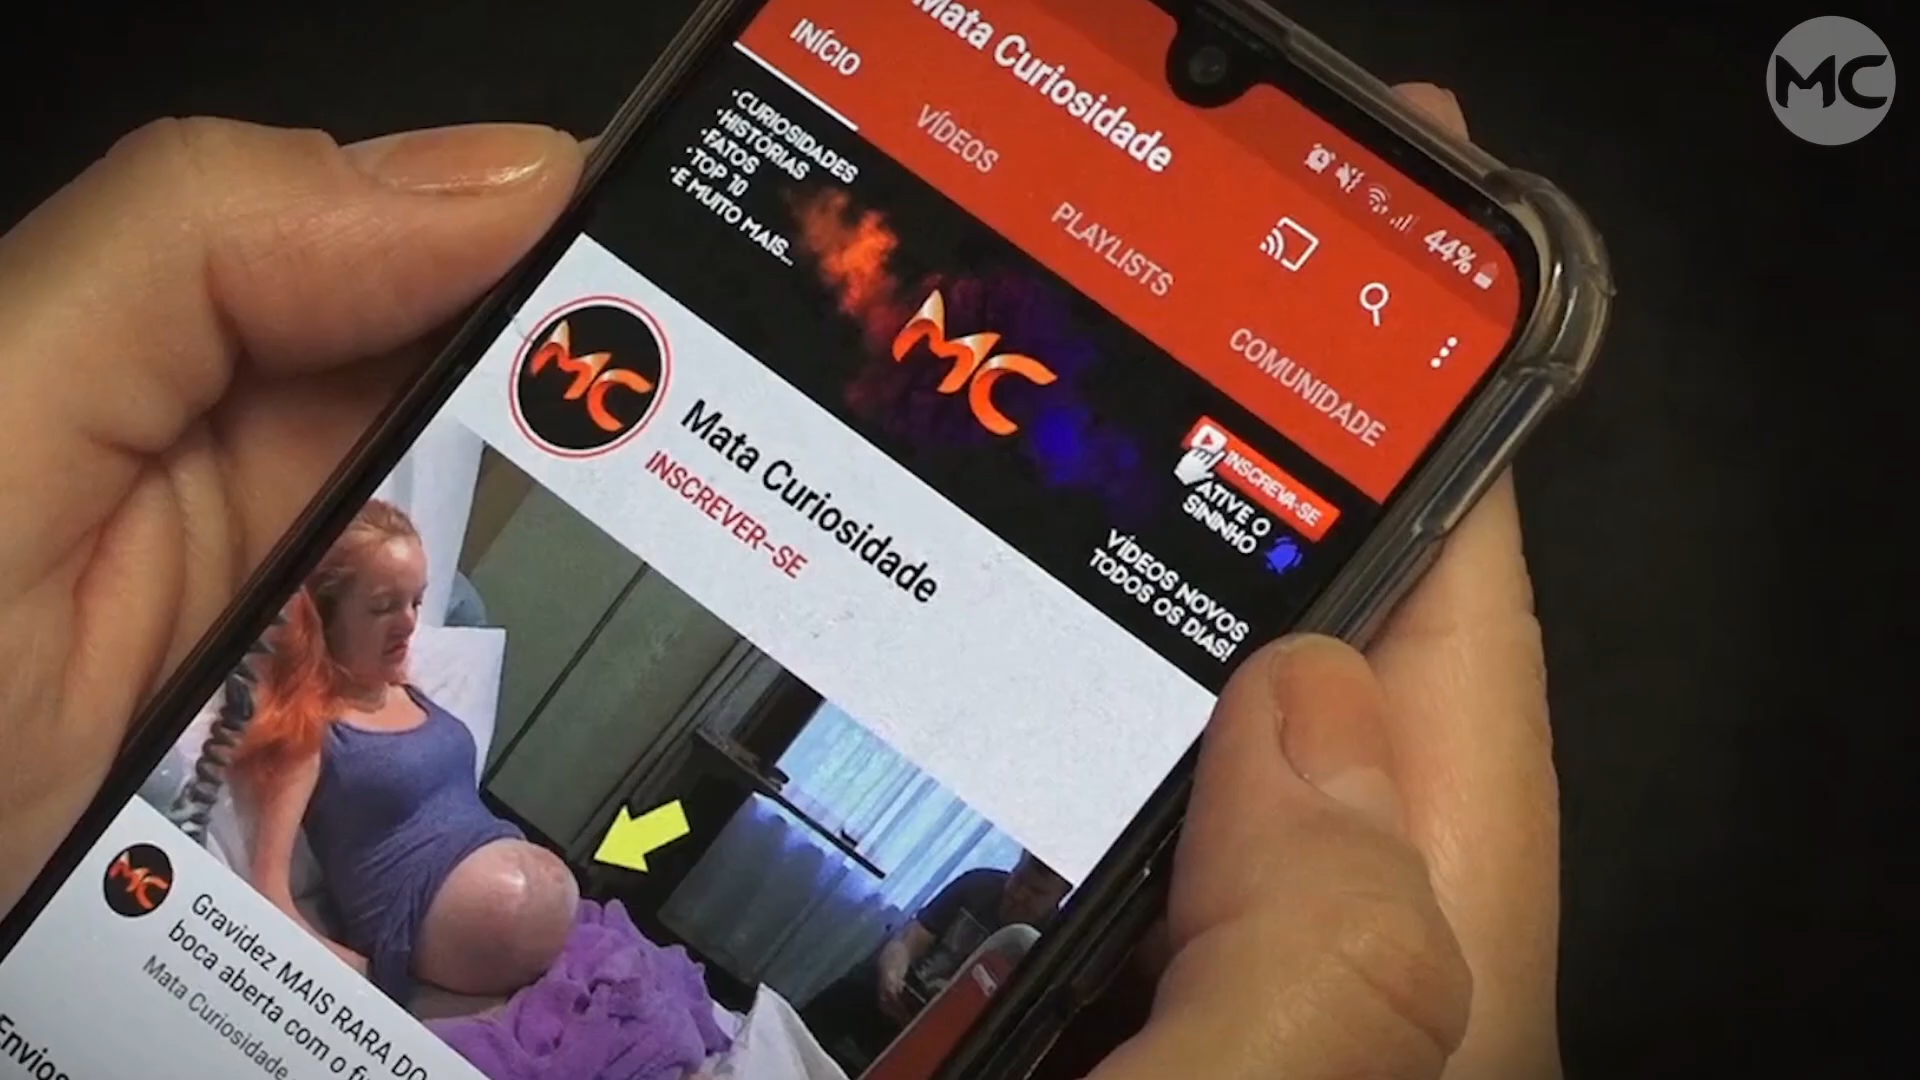 MC
44%
Mata Curiosidade
INÍCIO
VÍDEOS
PLAYLISTS
COMUNIDADE
•CURIOSIDADES
•HISTÓRIAS
•FATOS
•TOP 10
•E MUITO MAIS...
MC
INSCREVA-SE
ATIVE O
SININHO
VÍDEOS NOVOS
TODOS OS DIAS!
MC
Mata Curiosidade
INSCREVER-SE
MC
Gravidez MAIS RARA DO
boca aberta com o
Mata Curiosidade
Envios